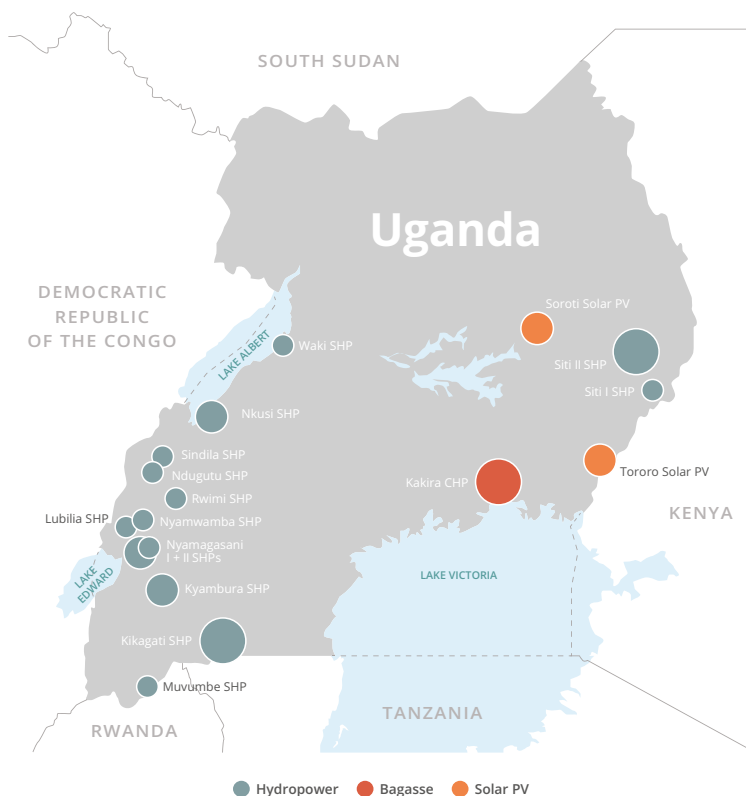 SOUTH SUDAN
Uganda
DEMOCRATIC
REPUBLIC
OF THE CONGO
Soroti Solar PV
LAKE ALBERT
Waki SHP
Siti II SHP
Siti I SHP
Nkusi SHP
Sindila SHP
Ndugutu SHP
Tororo Solar PV
Kakira CHP
Rwimi SHP
KENYA
Lubilia SHP
Nyamwamba SHP
Nyamagasani
I + II SHPs
LAKE
EDWARD
LAKE VICTORIA
Kyambura SHP
Kikagati SHP
Muvumbe SHP
TANZANIA
RWANDA
Hydropower
Bagasse
Solar PV